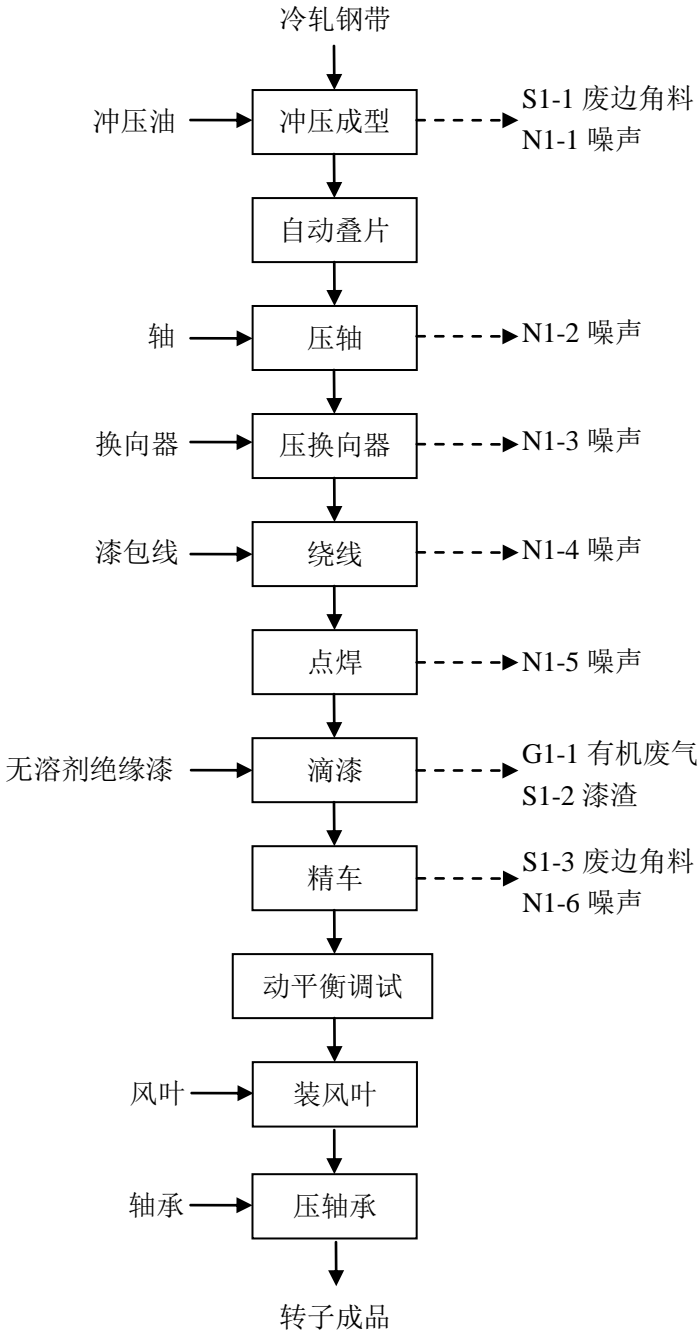 冷轧钢带
冲压油
冲压成型
S1-1 废边角料
N1-1 噪声
自动叠片
轴
压轴
N1-2 噪声
换向器
压换向器
N1-3 噪声
漆包线
绕线
N1-4 噪声
点焊
N1-5 噪声
无溶剂绝缘漆
滴漆
G1-1 有机废气
S1-2 漆渣
精车
S1-3 废边角料
N1-6 噪声
动平衡调试
风叶
装风叶
轴承
压轴承
转子成品